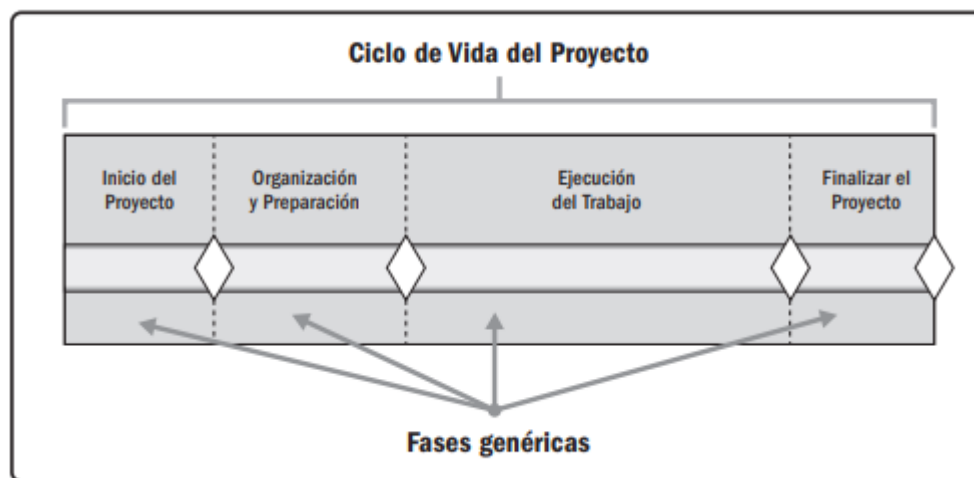 Ciclo de Vida del Proyecto
Inicio del
Proyecto
Organización
y Preparación
Ejecución
del Trabajo
Finalizar el
Proyecto
Fases genéricas